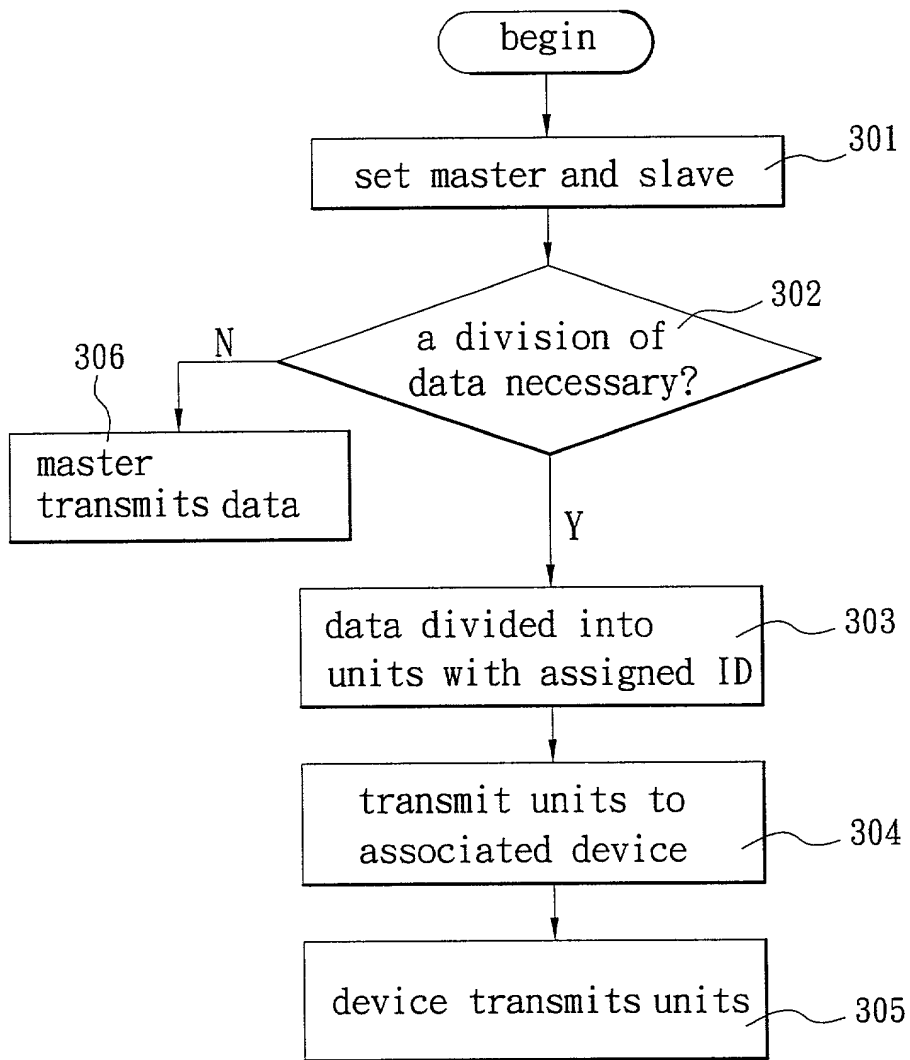 begin
301
set master and slave
302
a division of
data necessary?
N
306
master
transmits data
Y
303
data divided into
units with assigned ID
transmit units to
associated device
304
device transmits units
305